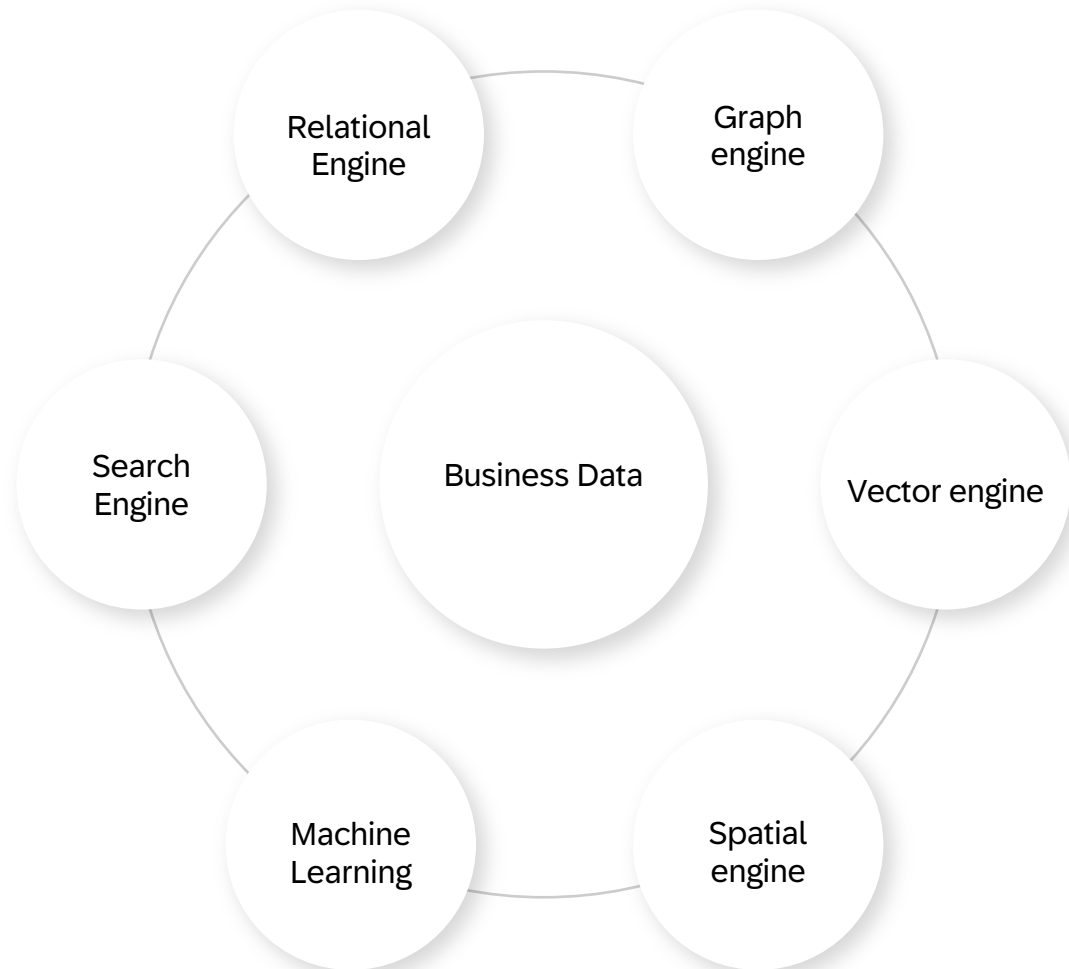 Relational
Engine
Graph
engine
Search
Engine
Business Data
Vector engine
Machine
Learning
Spatial
engine